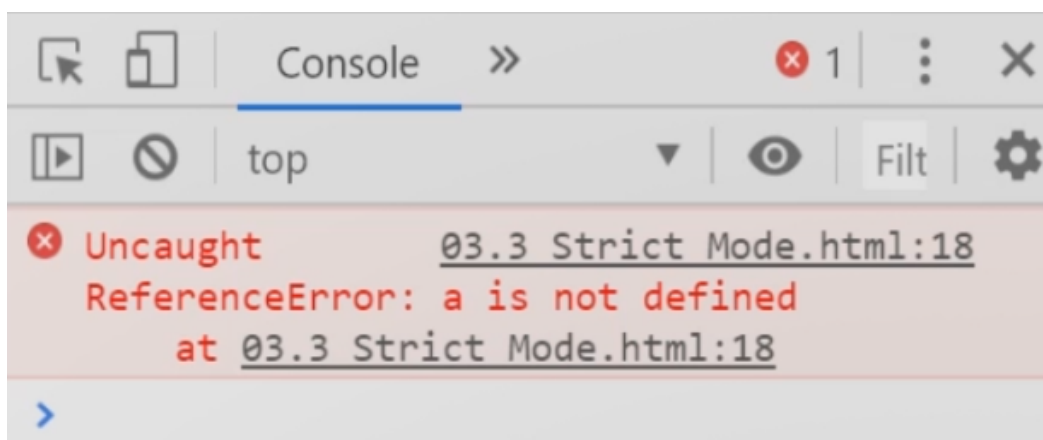 Console » 1
top Filt
Uncaught 03.3 Strict Mode.html:18
ReferenceError: a is not defined
at 03.3 Strict Mode.html:18